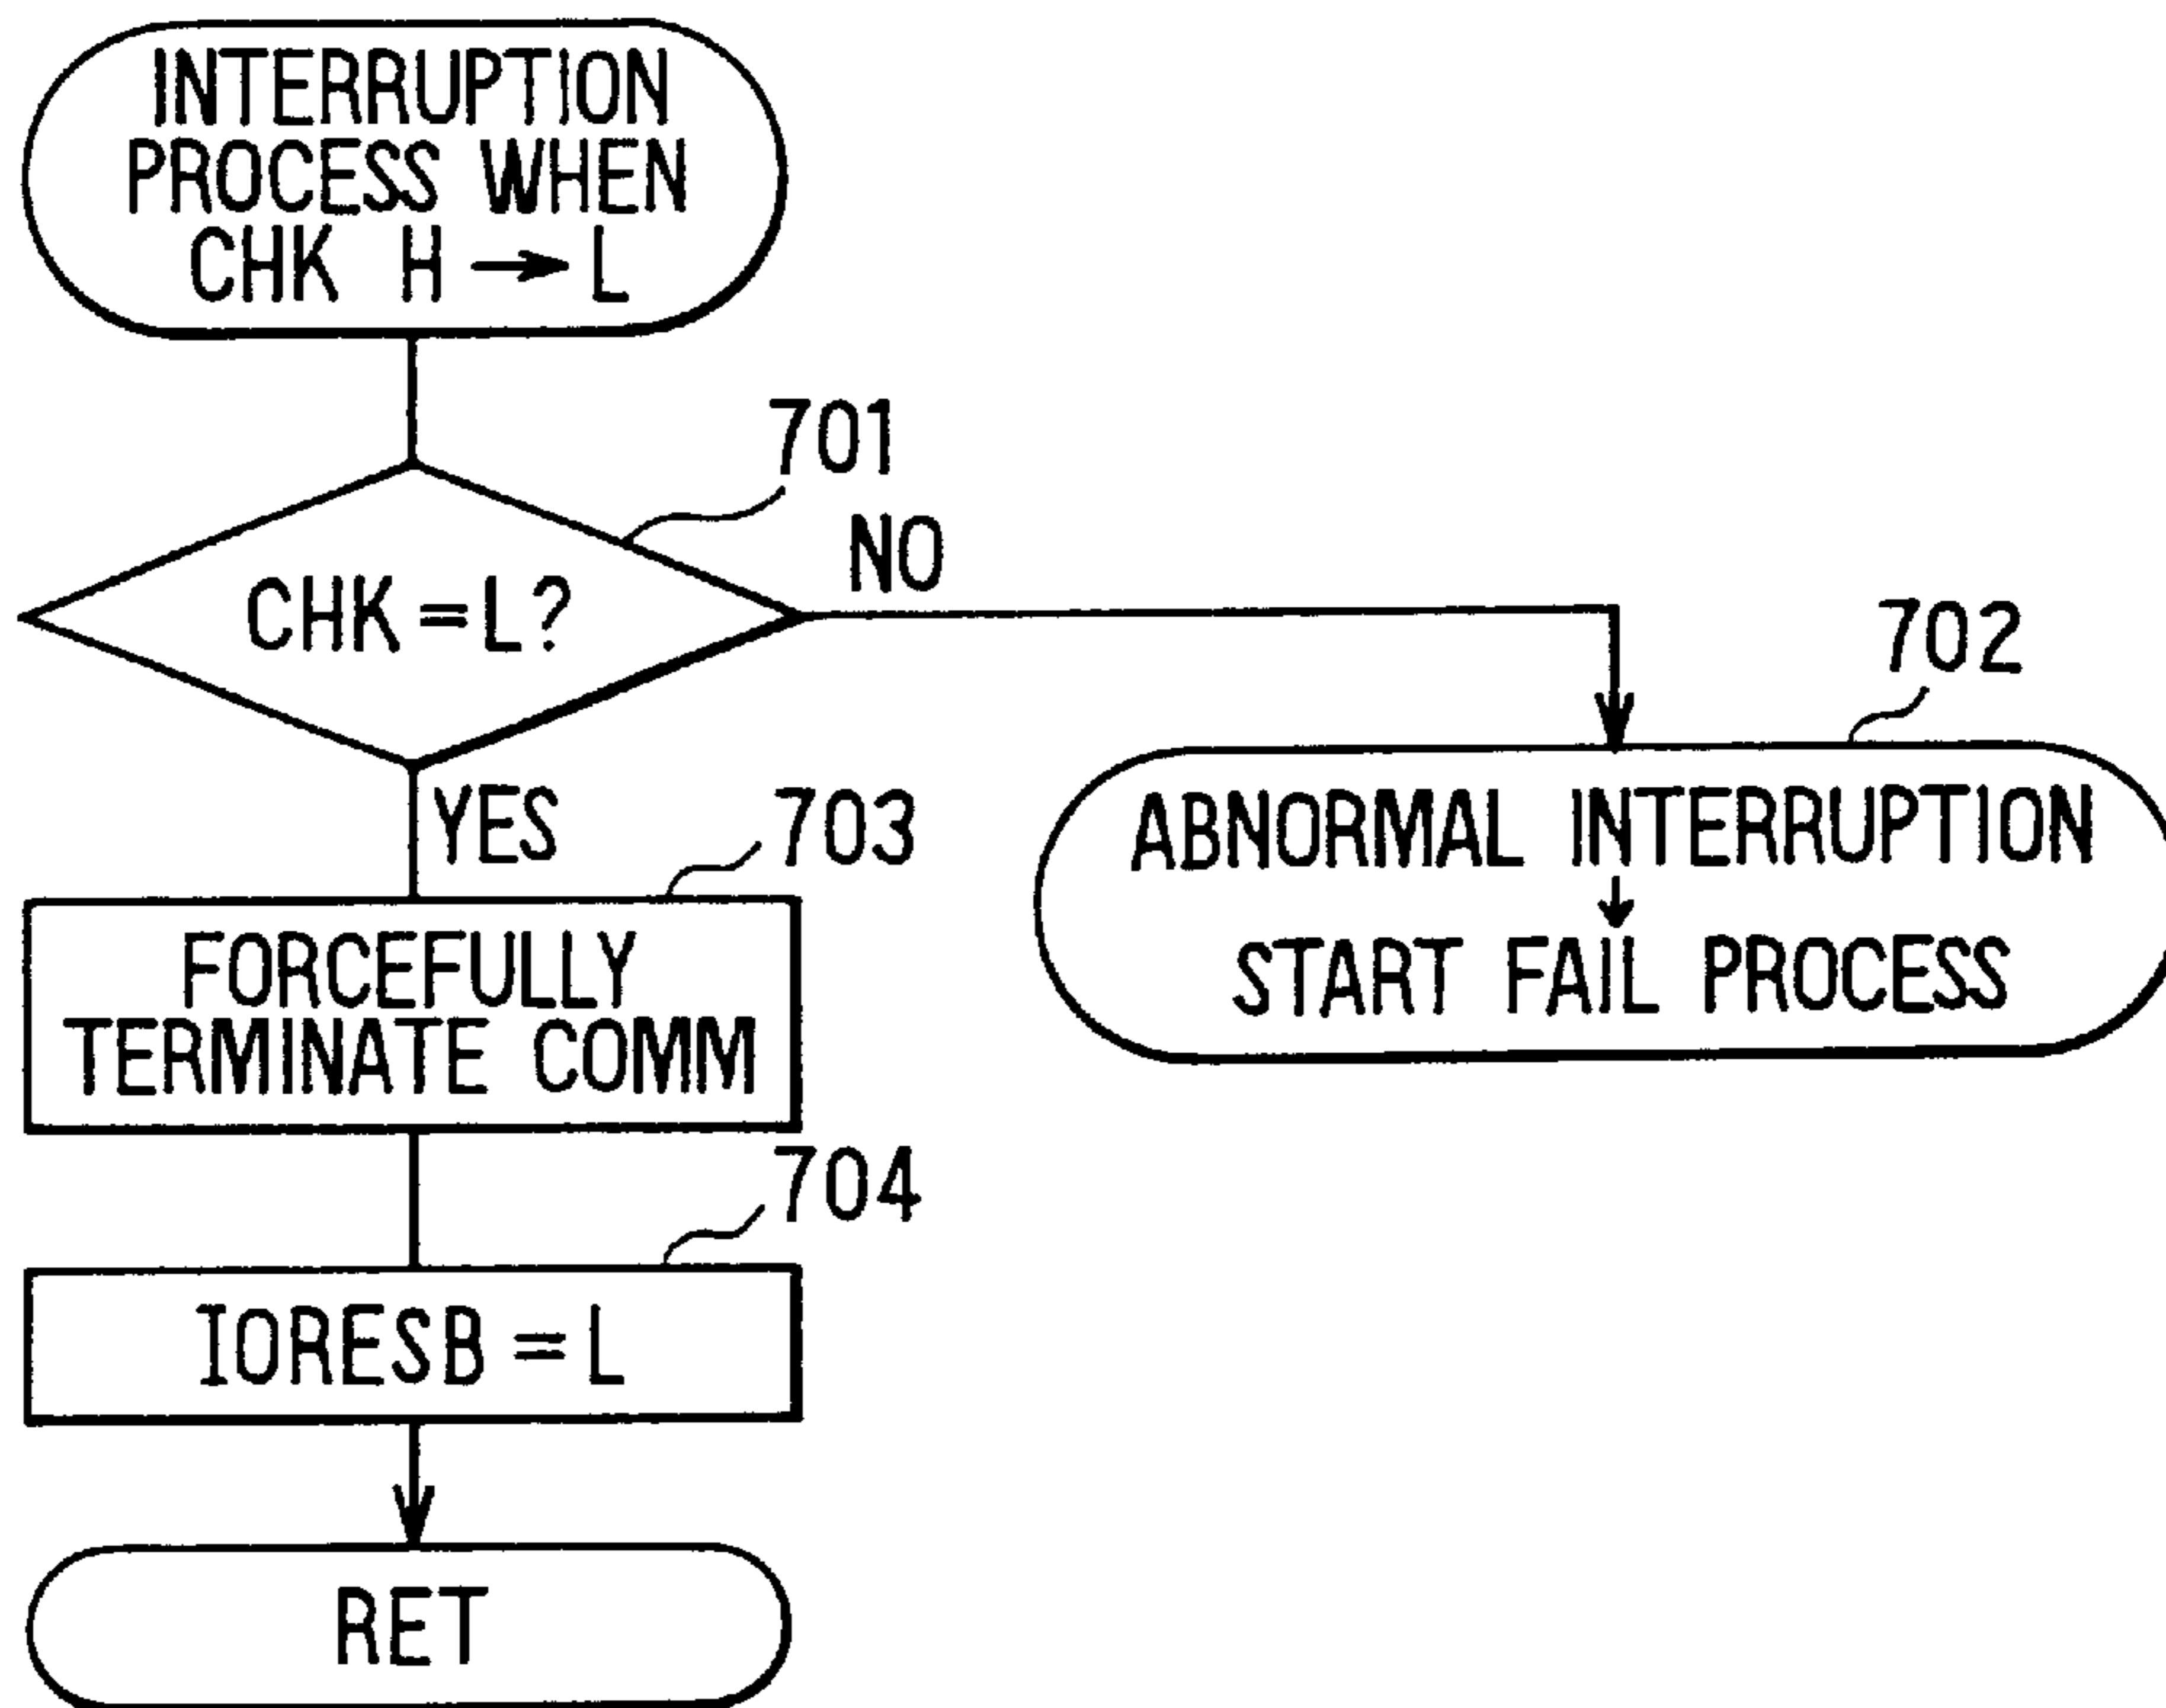 INTERRUPTION
PROCESS WHEN
CHK H → L
701
CHK = L?
NO
702
ABNORMAL INTERRUPTION
↓
START FAIL PROCESS
YES
703
FORCEFULLY
TERMINATE COMM
704
IORESB = L
RET